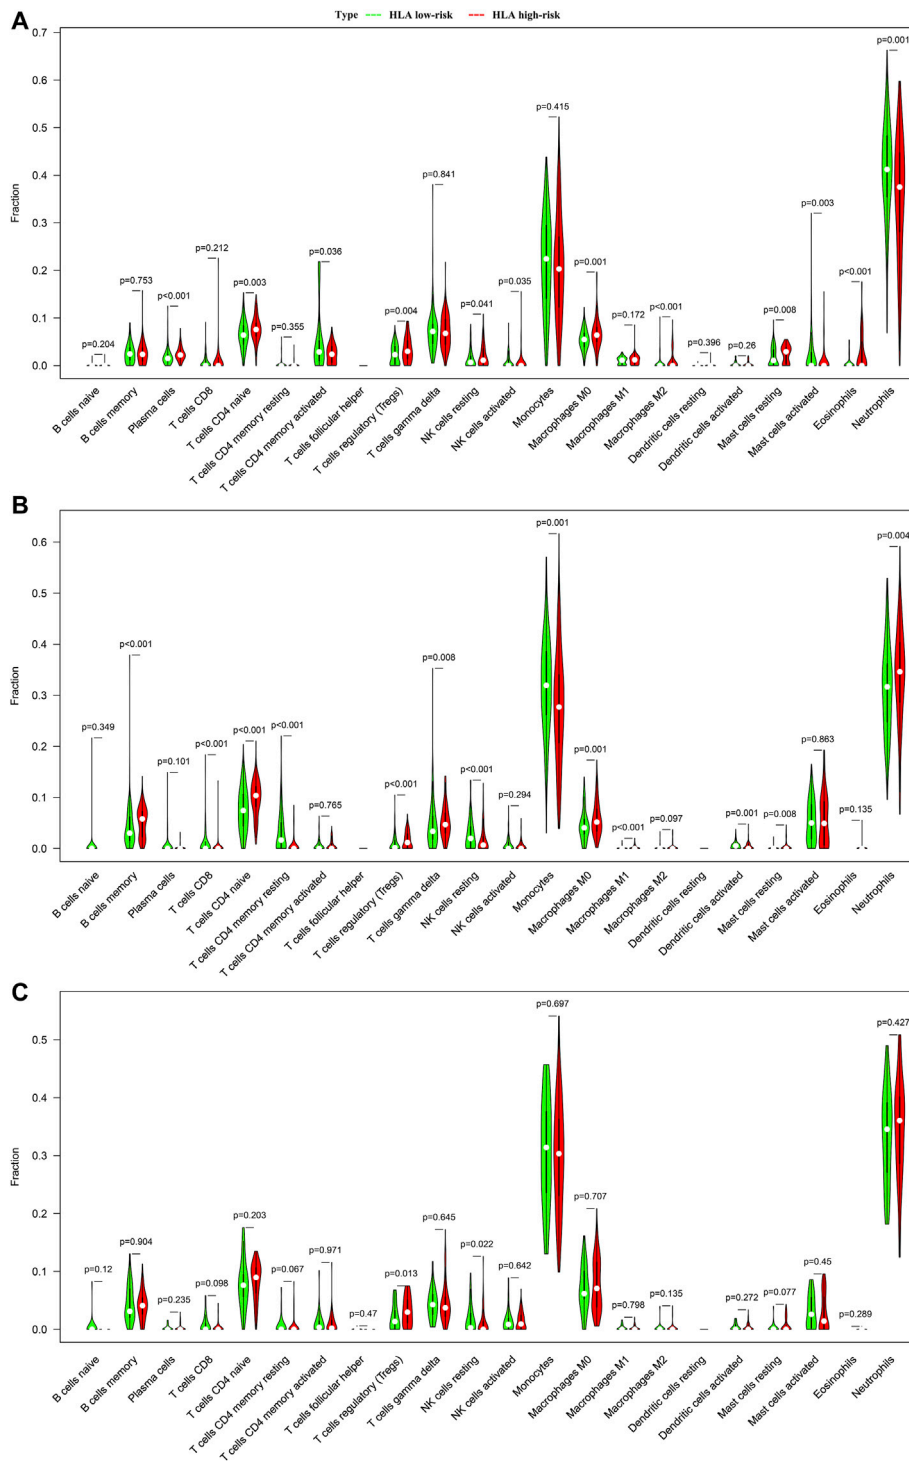 A
Type HLA low-risk HLA high-risk
Fraction
0.7
0.6
0.5
0.4
0.3
0.2
0.1
0.0
p=0.204
p=0.753
p<0.001
p=0.212
p=0.003
p=0.355
p=0.036
p=0.004
p=0.841
p=0.041
p=0.035
p=0.415
p=0.001
p=0.172
p<0.001
p=0.396
p=0.26
p=0.008
p=0.003
p<0.001
p=0.001
B cells naive
B cells memory
Plasma cells
T cells CD8
T cells CD4 naive
T cells CD4 memory resting
T cells CD4 memory activated
T cells follicular helper
T cells regulatory (Tregs)
T cells gamma delta
NK cells resting
NK cells activated
Monocytes
Macrophages M0
Macrophages M1
Macrophages M2
Dendritic cells resting
Dendritic cells activated
Mast cells resting
Mast cells activated
Eosinophils
Neutrophils
B
Fraction
0.6
0.5
0.4
0.3
0.2
0.1
0.0
p=0.349
p<0.001
p=0.101
p<0.001
p<0.001
p<0.001
p=0.765
p<0.001
p=0.008
p<0.001
p=0.294
p=0.001
p=0.001
p<0.001
p=0.097
p=0.001
p=0.008
p=0.863
p=0.135
p=0.004
B cells naive
B cells memory
Plasma cells
T cells CD8
T cells CD4 naive
T cells CD4 memory resting
T cells CD4 memory activated
T cells follicular helper
T cells regulatory (Tregs)
T cells gamma delta
NK cells resting
NK cells activated
Monocytes
Macrophages M0
Macrophages M1
Macrophages M2
Dendritic cells resting
Dendritic cells activated
Mast cells resting
Mast cells activated
Eosinophils
Neutrophils
C
Fraction
0.5
0.4
0.3
0.2
0.1
0.0
p=0.12
p=0.904
p=0.235
p=0.098
p=0.203
p=0.067
p=0.971
p=0.47
p=0.013
p=0.645
p=0.022
p=0.642
p=0.697
p=0.707
p=0.798
p=0.135
p=0.272
p=0.077
p=0.45
p=0.289
p=0.427
B cells naive
B cells memory
Plasma cells
T cells CD8
T cells CD4 naive
T cells CD4 memory resting
T cells CD4 memory activated
T cells follicular helper
T cells regulatory (Tregs)
T cells gamma delta
NK cells resting
NK cells activated
Monocytes
Macrophages M0
Macrophages M1
Macrophages M2
Dendritic cells resting
Dendritic cells activated
Mast cells resting
Mast cells activated
Eosinophils
Neutrophils